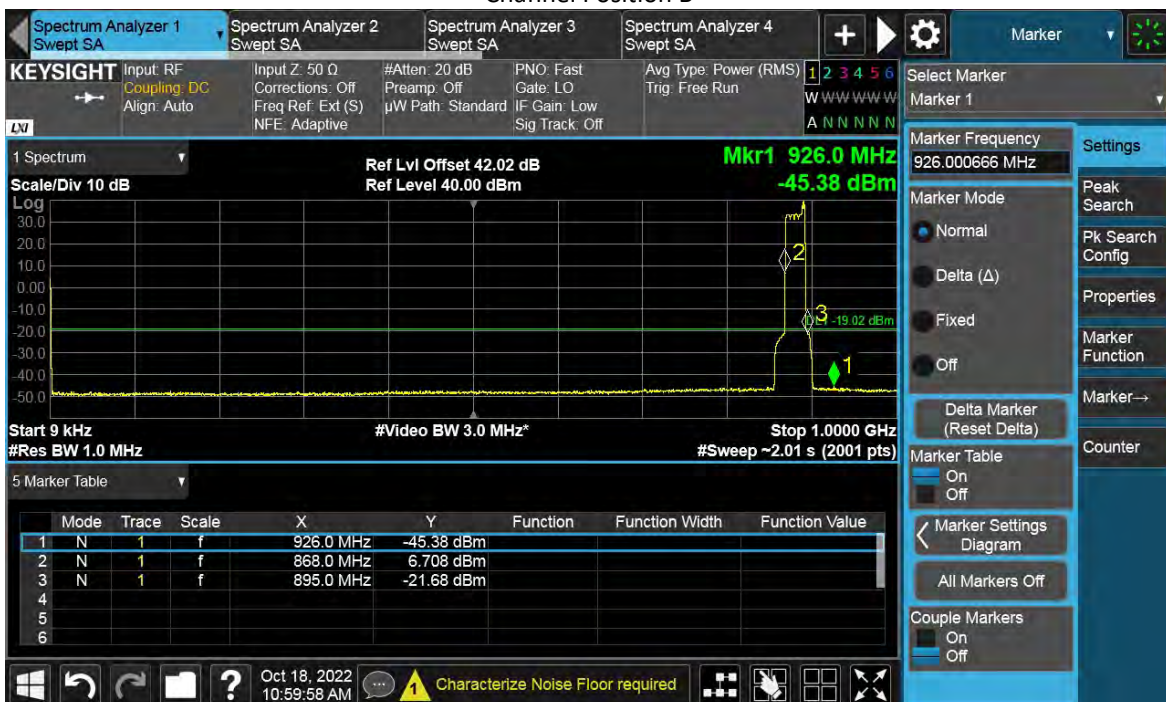 Spectrum Analyzer 1
Swept SA
Spectrum Analyzer 2
Swept SA
Spectrum Analyzer 3
Swept SA
Spectrum Analyzer 4
Swept SA
+
Marker
KEYSIGHT
LXI
Input: RF
Coupling: DC
Align: Auto
Input Z: 50 Ω
Corrections: Off
Freq Ref: Ext (S)
NFE: Adaptive
#Atten: 20 dB
Preamp: Off
µW Path: Standard
PNO: Fast
Gate: LO
IF Gain: Low
Sig Track: Off
Avg Type: Power (RMS)
Trig: Free Run
1 2 3 4 5 6
W W W W W W
A N N N N N
Select Marker
Marker 1
1 Spectrum
Scale/Div 10 dB
Ref Lvl Offset 42.02 dB
Ref Level 40.00 dBm
Mkr1 926.0 MHz
-45.38 dBm
Log
30.0
20.0
10.0
0.00
-10.0
-20.0
-30.0
-40.0
-50.0
2
3
-19.02 dBm
1
Start 9 kHz
#Res BW 1.0 MHz
#Video BW 3.0 MHz*
Stop 1.0000 GHz
#Sweep ~2.01 s (2001 pts)
5 Marker Table
Mode Trace Scale X Y Function Function Width Function Value
1 N 1 f 926.0 MHz -45.38 dBm
2 N 1 f 868.0 MHz 6.708 dBm
3 N 1 f 895.0 MHz -21.68 dBm
4
5
6
Marker Frequency
926.000666 MHz
Marker Mode
Normal
Delta (Δ)
Fixed
Off
Delta Marker
(Reset Delta)
Marker Table
On
Off
Marker Settings
Diagram
All Markers Off
Couple Markers
On
Off
Settings
Peak
Search
Pk Search
Config
Properties
Marker
Function
Marker→
Counter
?
Oct 18, 2022
10:59:58 AM
Characterize Noise Floor required